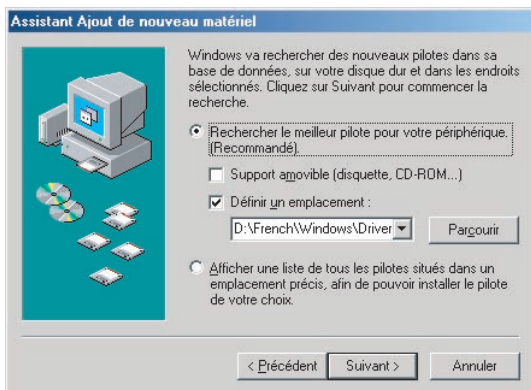 Assistant Ajout de nouveau matériel
Windows va rechercher des nouveaux pilotes dans sa
base de données, sur votre disque dur et dans les endroits
sélectionnés. Cliquez sur Suivant pour commencer la
recherche.
Rechercher le meilleur pilote pour votre périphérique.
(Recommandé).
Support amovible (disquette, CD-ROM...)
Définir un emplacement :
D:\French\Windows\Driver
Parcourir
Afficher une liste de tous les pilotes situés dans un
emplacement précis, afin de pouvoir installer le pilote
de votre choix.
< Précédent
Suivant >
Annuler